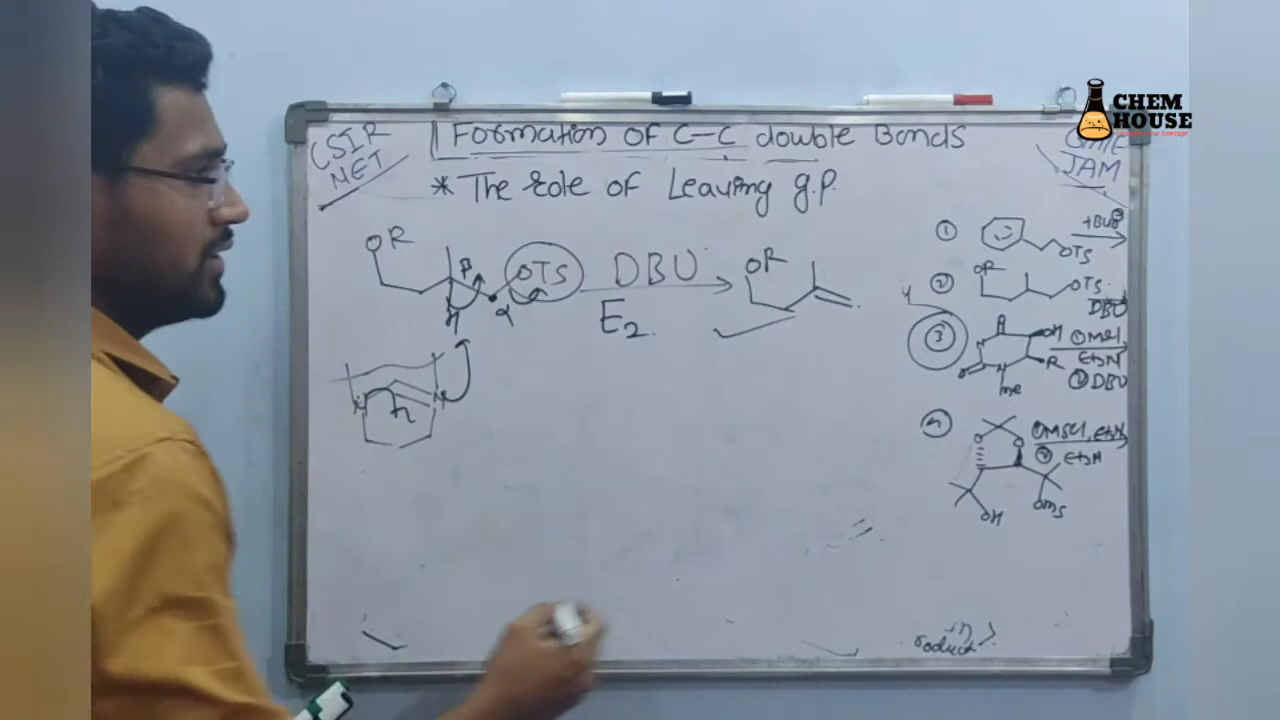 CHEM
HOUSE
CSIR
NET
Formation of C-C double Bonds
JAM
* The role of Leaving g.p.
OR
β
OTS
H
α
DBU
E2.
OR
①
OTS
②
OR
OTS
DBU
③
OH
① MSCl
Et3N
② DBU
R
O
N
Me
④
O
O
① MSCl, Et3N
② Et3N
OH
OMS